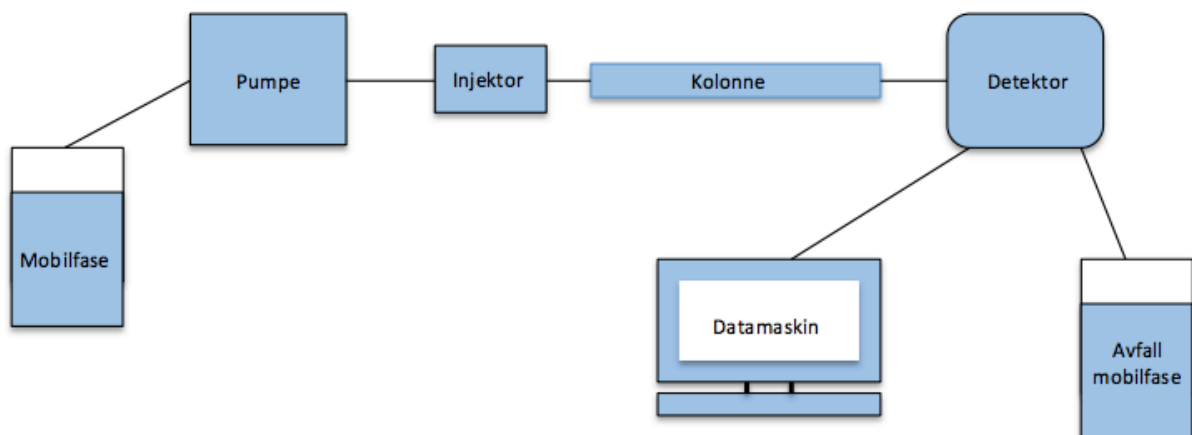 Pumpe
Injektor
Kolonne
Detektor
Mobilfase
Datamaskin
Avfall
mobilfase